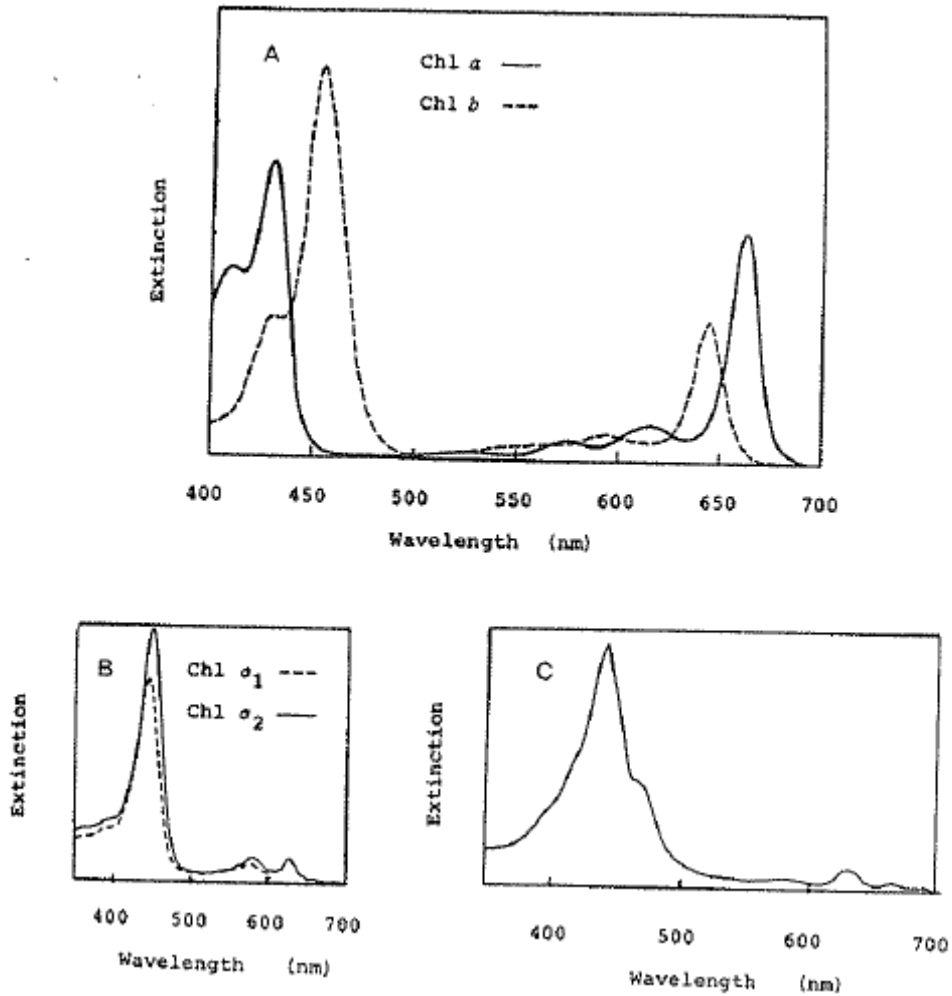 A
Chl a
Chl b
Extinction
400 450 500 550 600 650 700
Wavelength (nm)
B
Chl c1
Chl c2
Extinction
400 500 600 700
Wavelength (nm)
C
Extinction
400 500 600 700
Wavelength (nm)